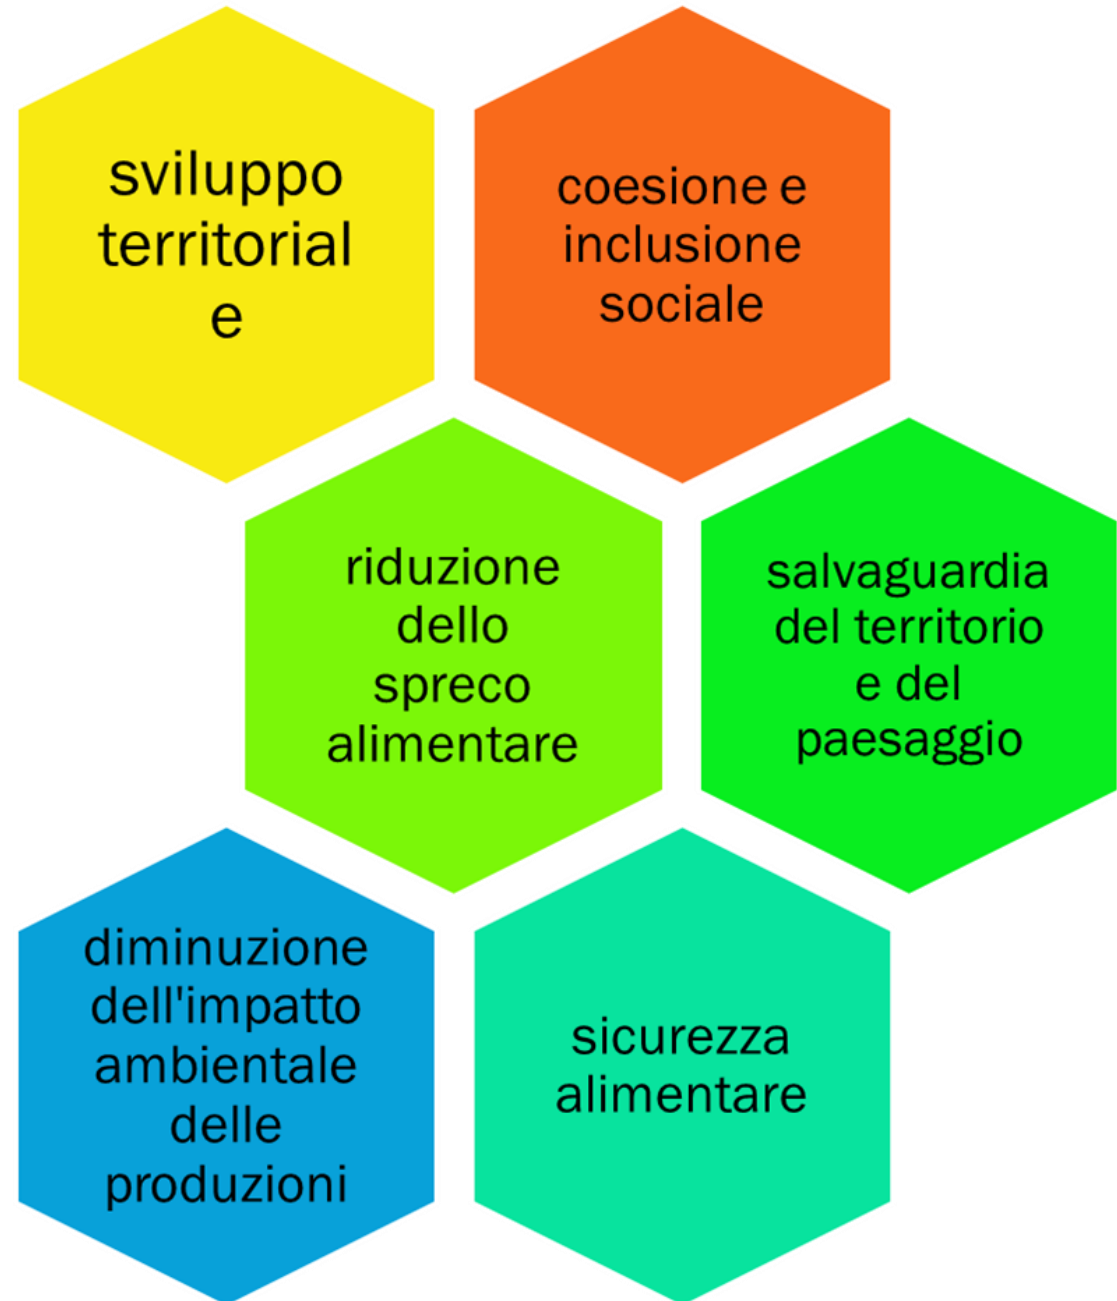 sviluppo
territorial
e
coesione e
inclusione
sociale
riduzione
dello
spreco
alimentare
salvaguardia
del territorio
e del
paesaggio
diminuzione
dell'impatto
ambientale
delle
produzioni
sicurezza
alimentare